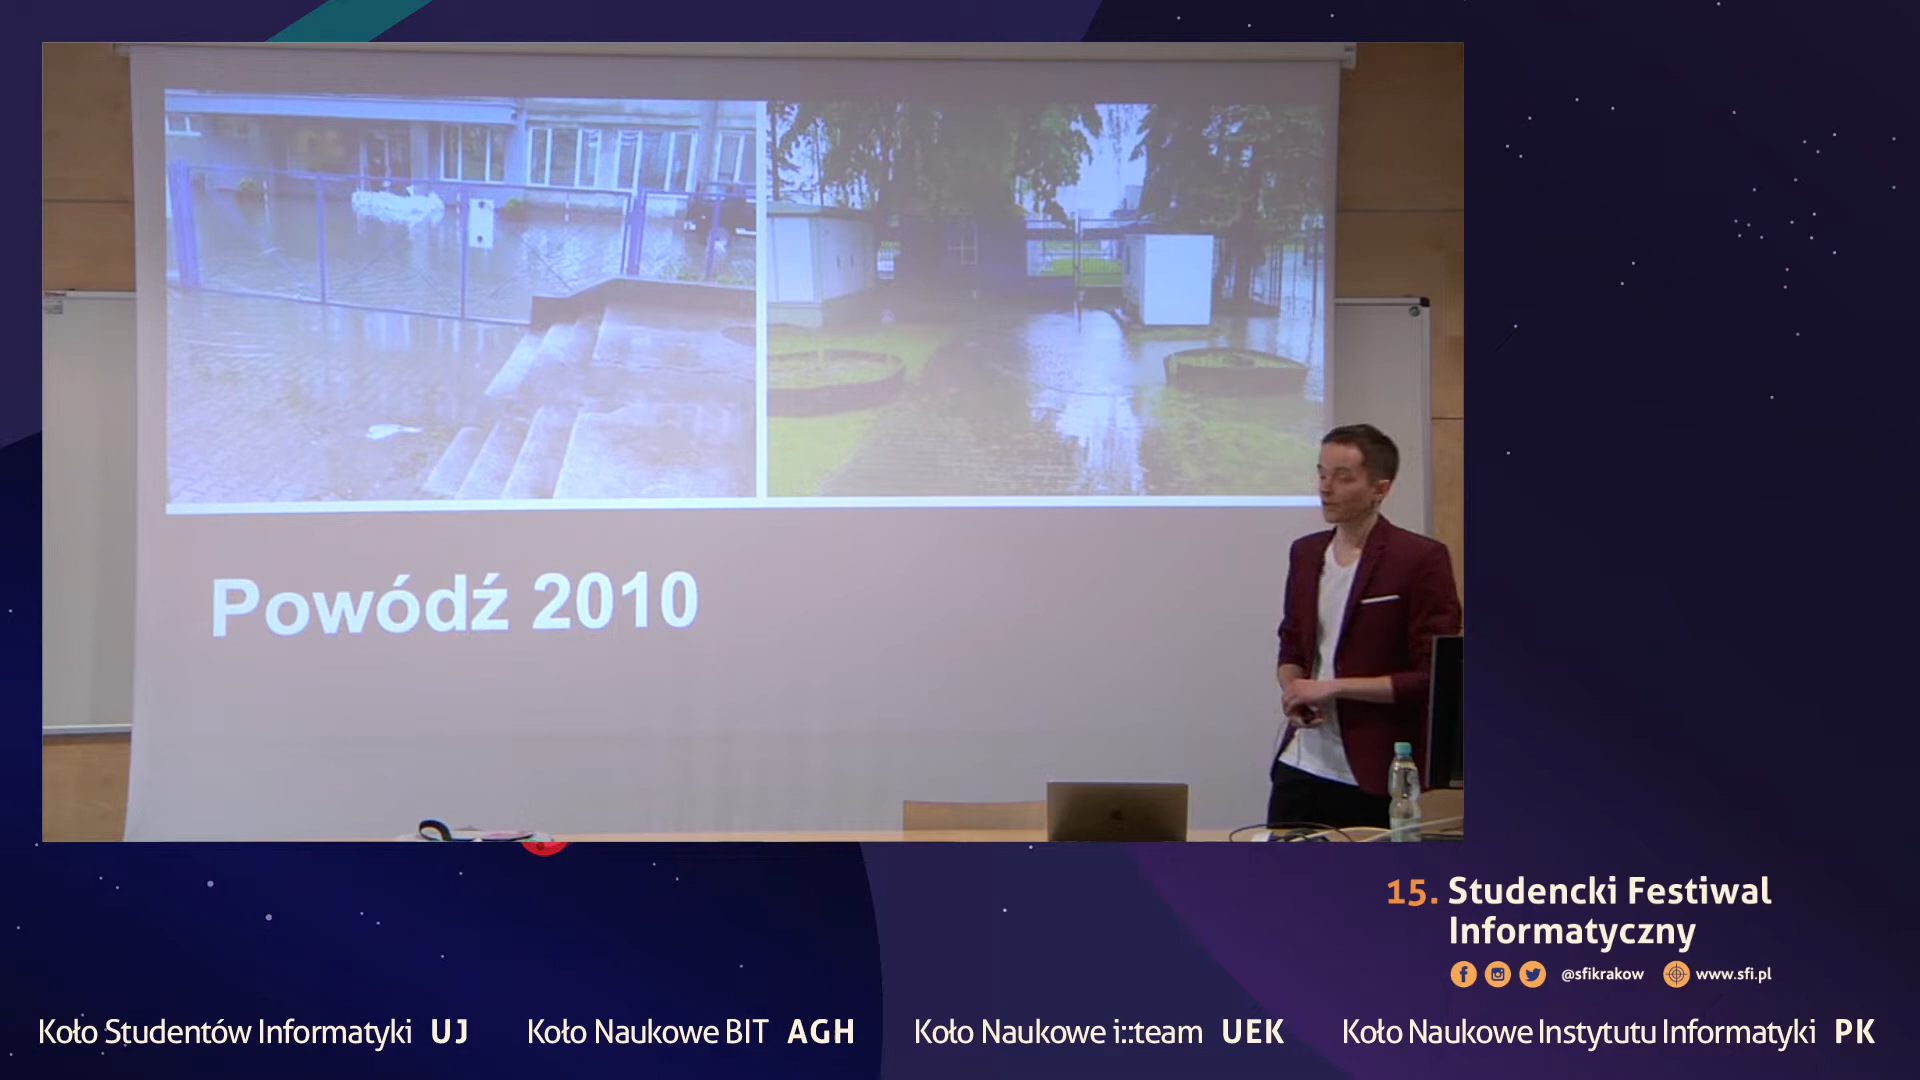 Powódź 2010
15. Studencki Festiwal
Informatyczny
@sfikrakow www.sfi.pl
Koło Studentów Informatyki UJ Koło Naukowe BIT AGH Koło Naukowe i::team UEK Koło Naukowe Instytutu Informatyki PK